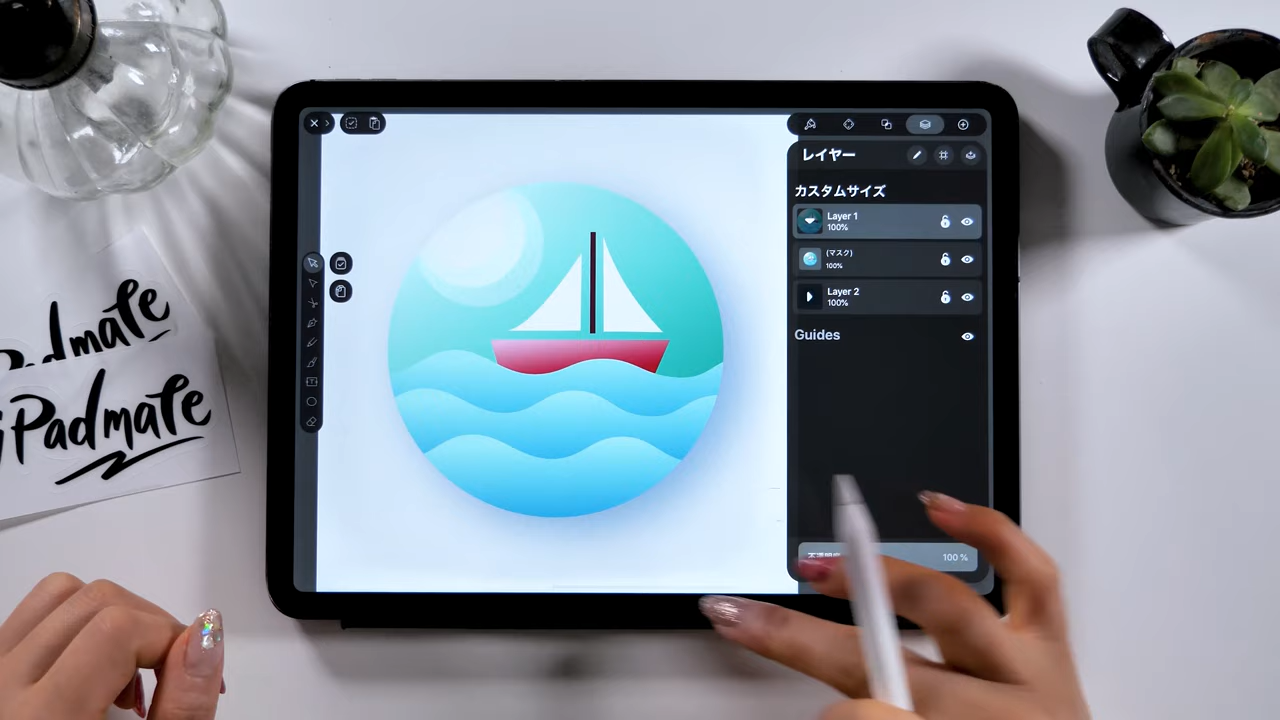 レイヤー
カスタムサイズ
Layer 1
100%
(マスク)
100%
Layer 2
100%
Guides
100 %
Padmate
iPadmate